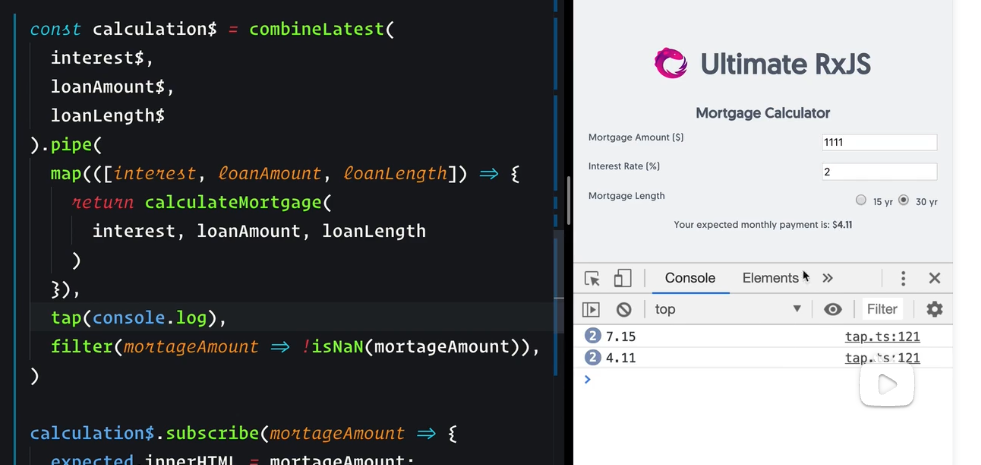 const calculation$ = combineLatest(
interest$,
loanAmount$,
loanLength$
).pipe(
map(([interest, loanAmount, loanLength]) => {
return calculateMortgage(
interest, loanAmount, loanLength
)
}),
tap(console.log),
filter(mortageAmount => !isNaN(mortageAmount)),
)
calculation$.subscribe(mortageAmount => {
expected.innerHTML = mortageAmount;
Ultimate RxJS
Mortgage Calculator
Mortgage Amount ($) 1111
Interest Rate (%) 2
Mortgage Length 15 yr 30 yr
Your expected monthly payment is: $4.11
Console Elements »
top Filter
2 7.15 tap.ts:121
2 4.11 tap.ts:121
>